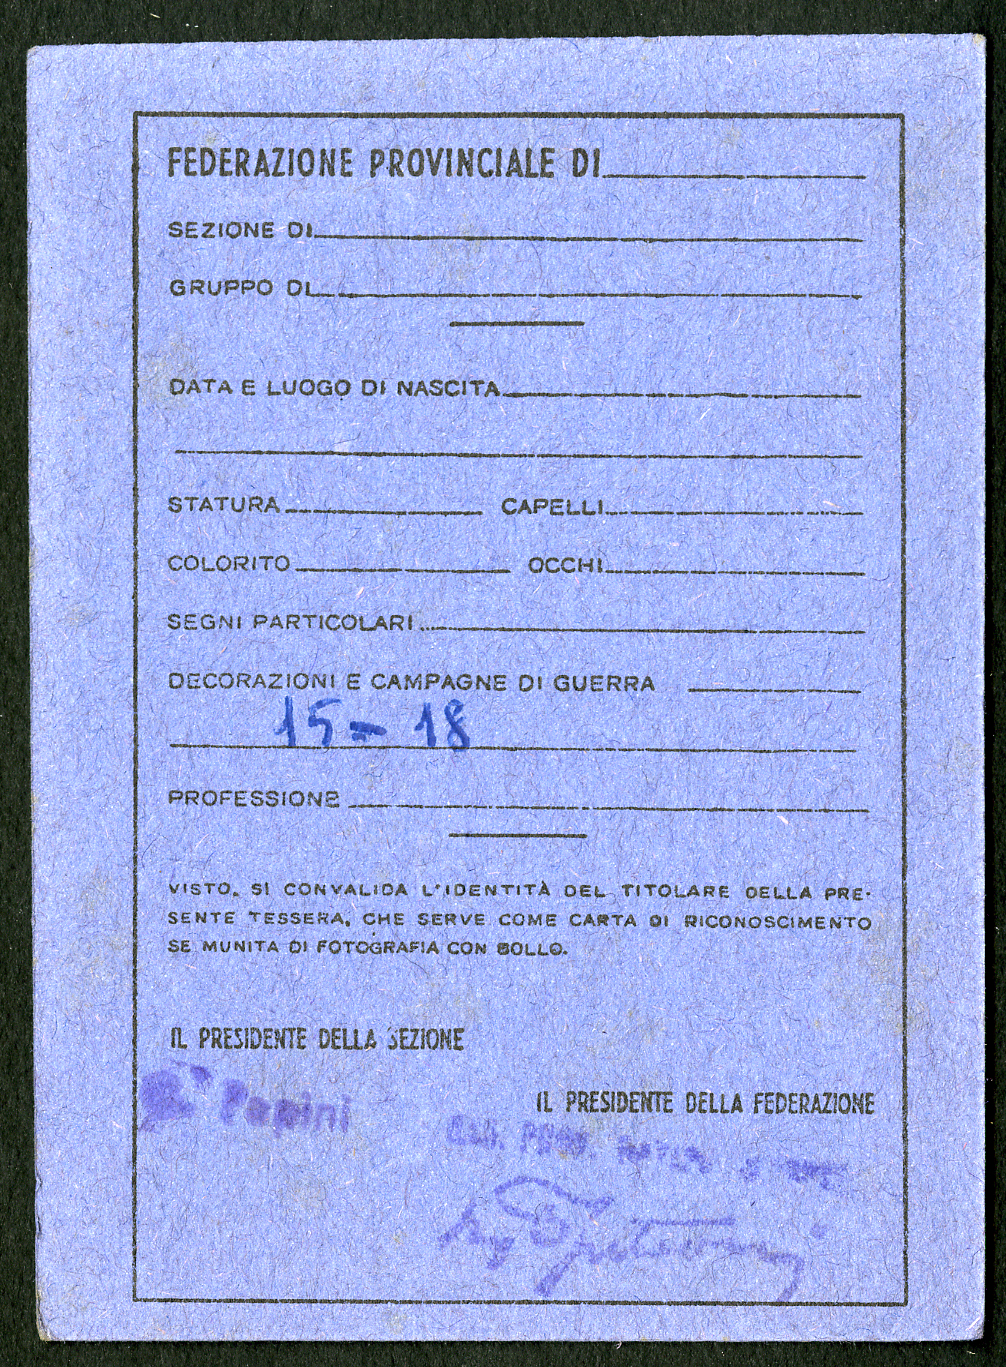 FEDERAZIONE PROVINCIALE DI
SEZIONE DI
GRUPPO DI
DATA E LUOGO DI NASCITA
STATURA CAPELLI
COLORITO OCCHI
SEGNI PARTICOLARI
DECORAZIONI E CAMPAGNE DI GUERRA
15 = 18
PROFESSIONE
VISTO, SI CONVALIDA L'IDENTITÀ DEL TITOLARE DELLA PRE-
SENTE TESSERA, CHE SERVE COME CARTA DI RICONOSCIMENTO
SE MUNITA DI FOTOGRAFIA CON BOLLO.
IL PRESIDENTE DELLA SEZIONE
Papini
IL PRESIDENTE DELLA FEDERAZIONE